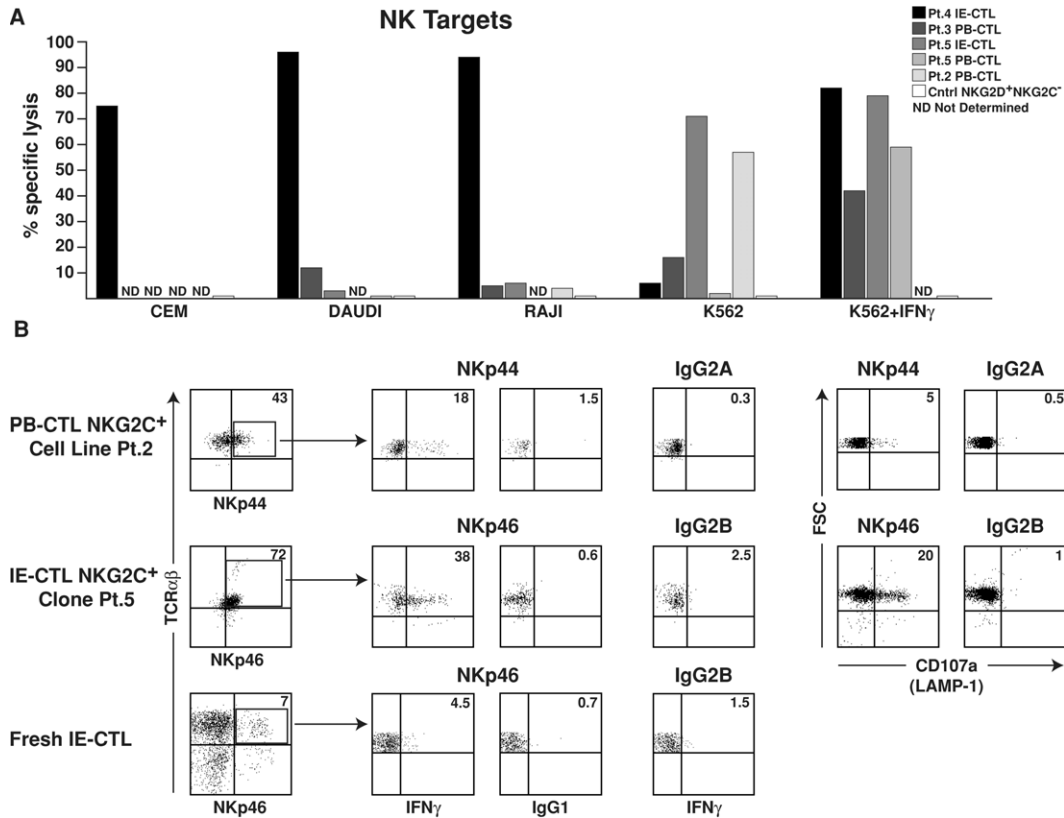 A
NK Targets
Pt.4 IE-CTL
Pt.3 PB-CTL
Pt.5 IE-CTL
Pt.5 PB-CTL
Pt.2 PB-CTL
Cntrl NKG2D⁺NKG2C⁻
ND Not Determined
% specific lysis
100
90
80
70
60
50
40
30
20
10
ND ND ND ND
ND
ND
ND
CEM DAUDI RAJI K562 K562+IFNγ
B
NKp44 IgG2A NKp44 IgG2A
PB-CTL NKG2C⁺
Cell Line Pt.2
43 18 1.5 0.3 5 0.5
NKp44
NKp46 IgG2B NKp46 IgG2B
IE-CTL NKG2C⁺
Clone Pt.5
72 38 0.6 2.5 20 1
NKp46
TCRαβ
FSC
CD107a
(LAMP-1)
NKp46 IgG2B
Fresh IE-CTL
7 4.5 0.7 1.5
NKp46 IFNγ IgG1 IFNγ